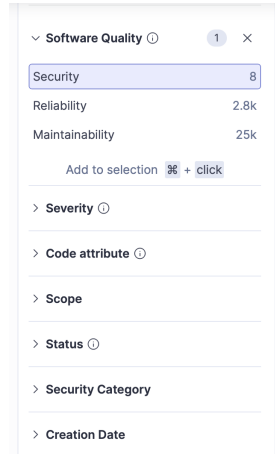 Software Quality 1
Security 8
Reliability 2.8k
Maintainability 25k
Add to selection ⌘ + click
Severity
Code attribute
Scope
Status
Security Category
Creation Date